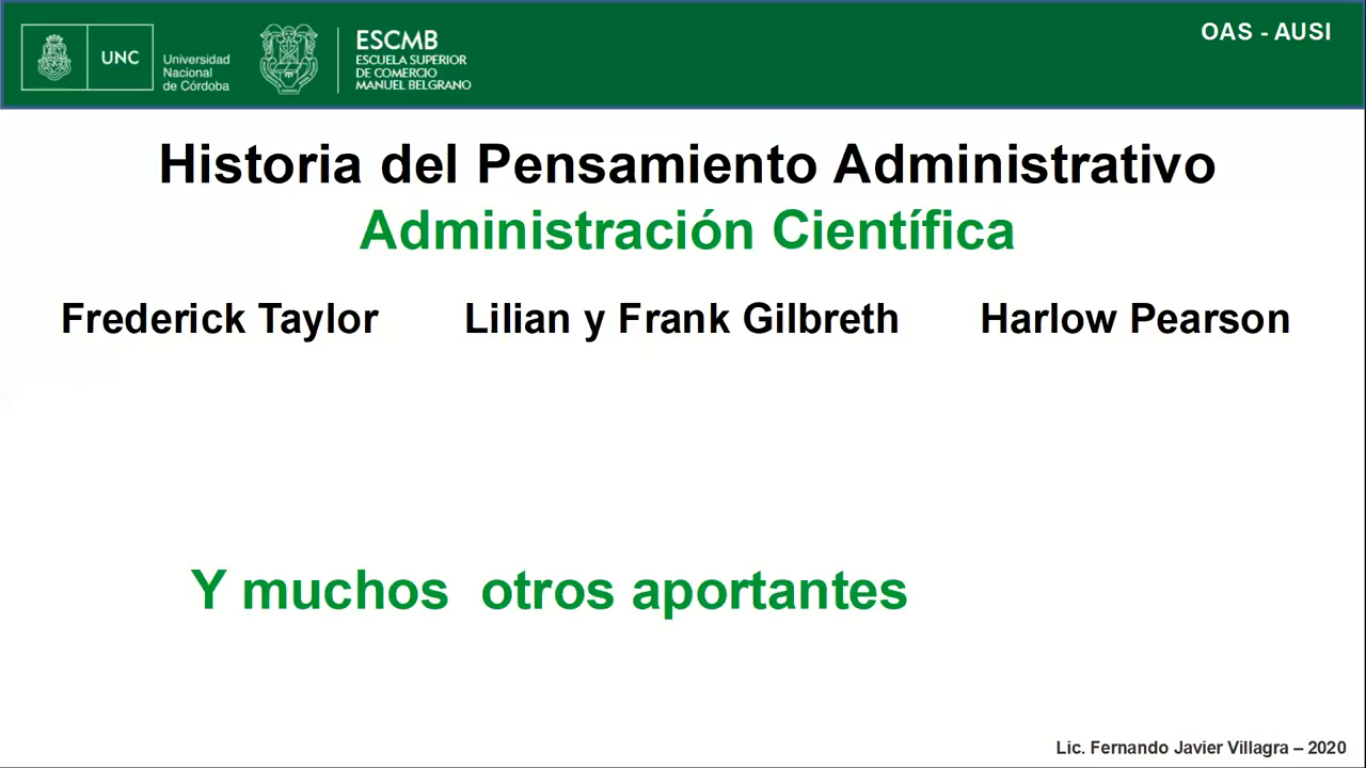 UNC
Universidad
Nacional
de Córdoba
ESCMB
ESCUELA SUPERIOR
DE COMERCIO
MANUEL BELGRANO
OAS - AUSI
Historia del Pensamiento Administrativo
Administración Científica
Frederick Taylor Lilian y Frank Gilbreth Harlow Pearson
Y muchos otros aportantes
Lic. Fernando Javier Villagra – 2020